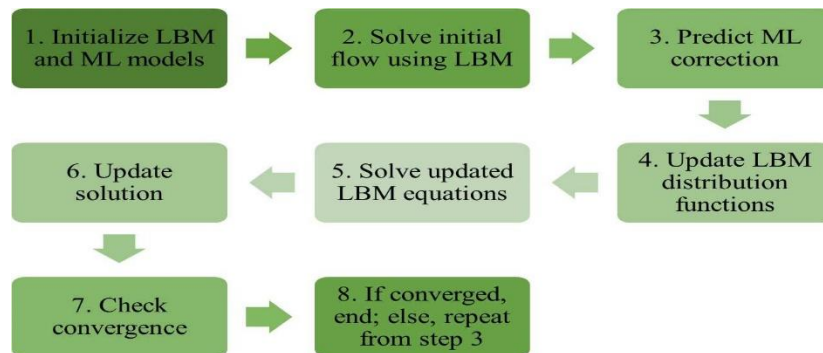 1. Initialize LBM
and ML models
2. Solve initial
flow using LBM
3. Predict ML
correction
4. Update LBM
distribution
functions
5. Solve updated
LBM equations
6. Update
solution
7. Check
convergence
8. If converged,
end; else, repeat
from step 3